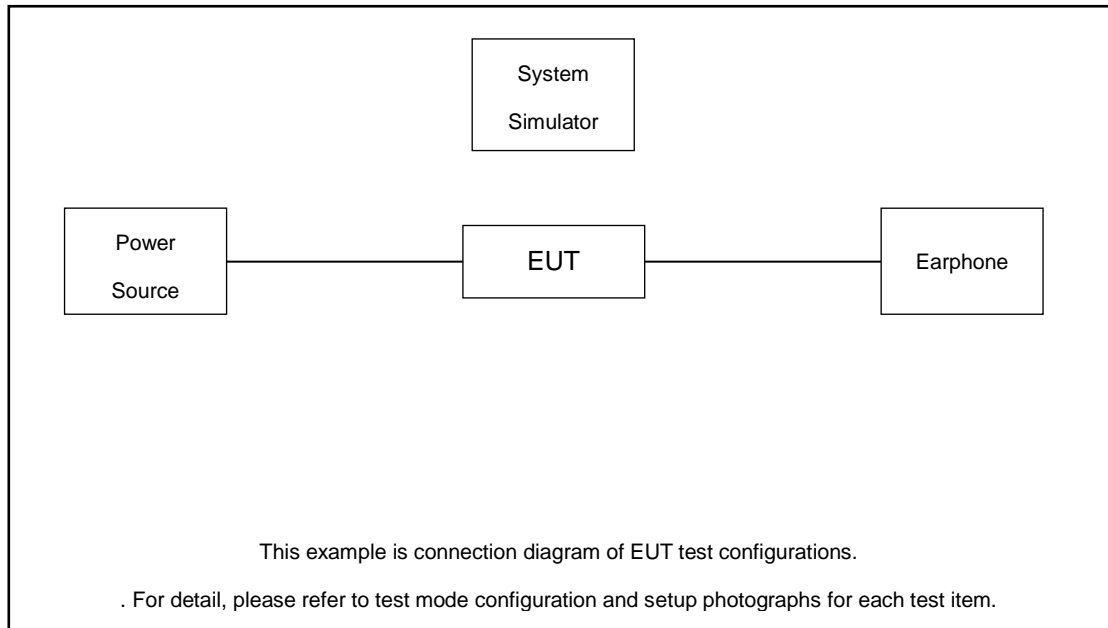 System
Simulator
Power
Source
EUT
Earphone
This example is connection diagram of EUT test configurations.
. For detail, please refer to test mode configuration and setup photographs for each test item.